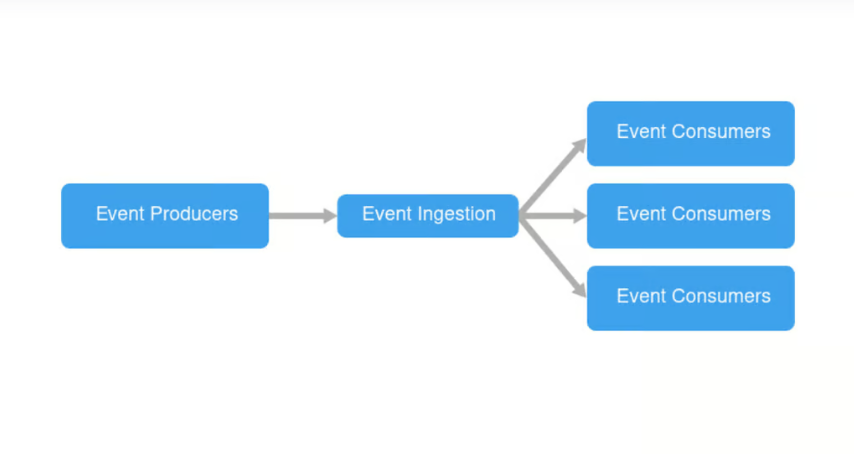 Event Consumers
Event Producers
Event Ingestion
Event Consumers
Event Consumers